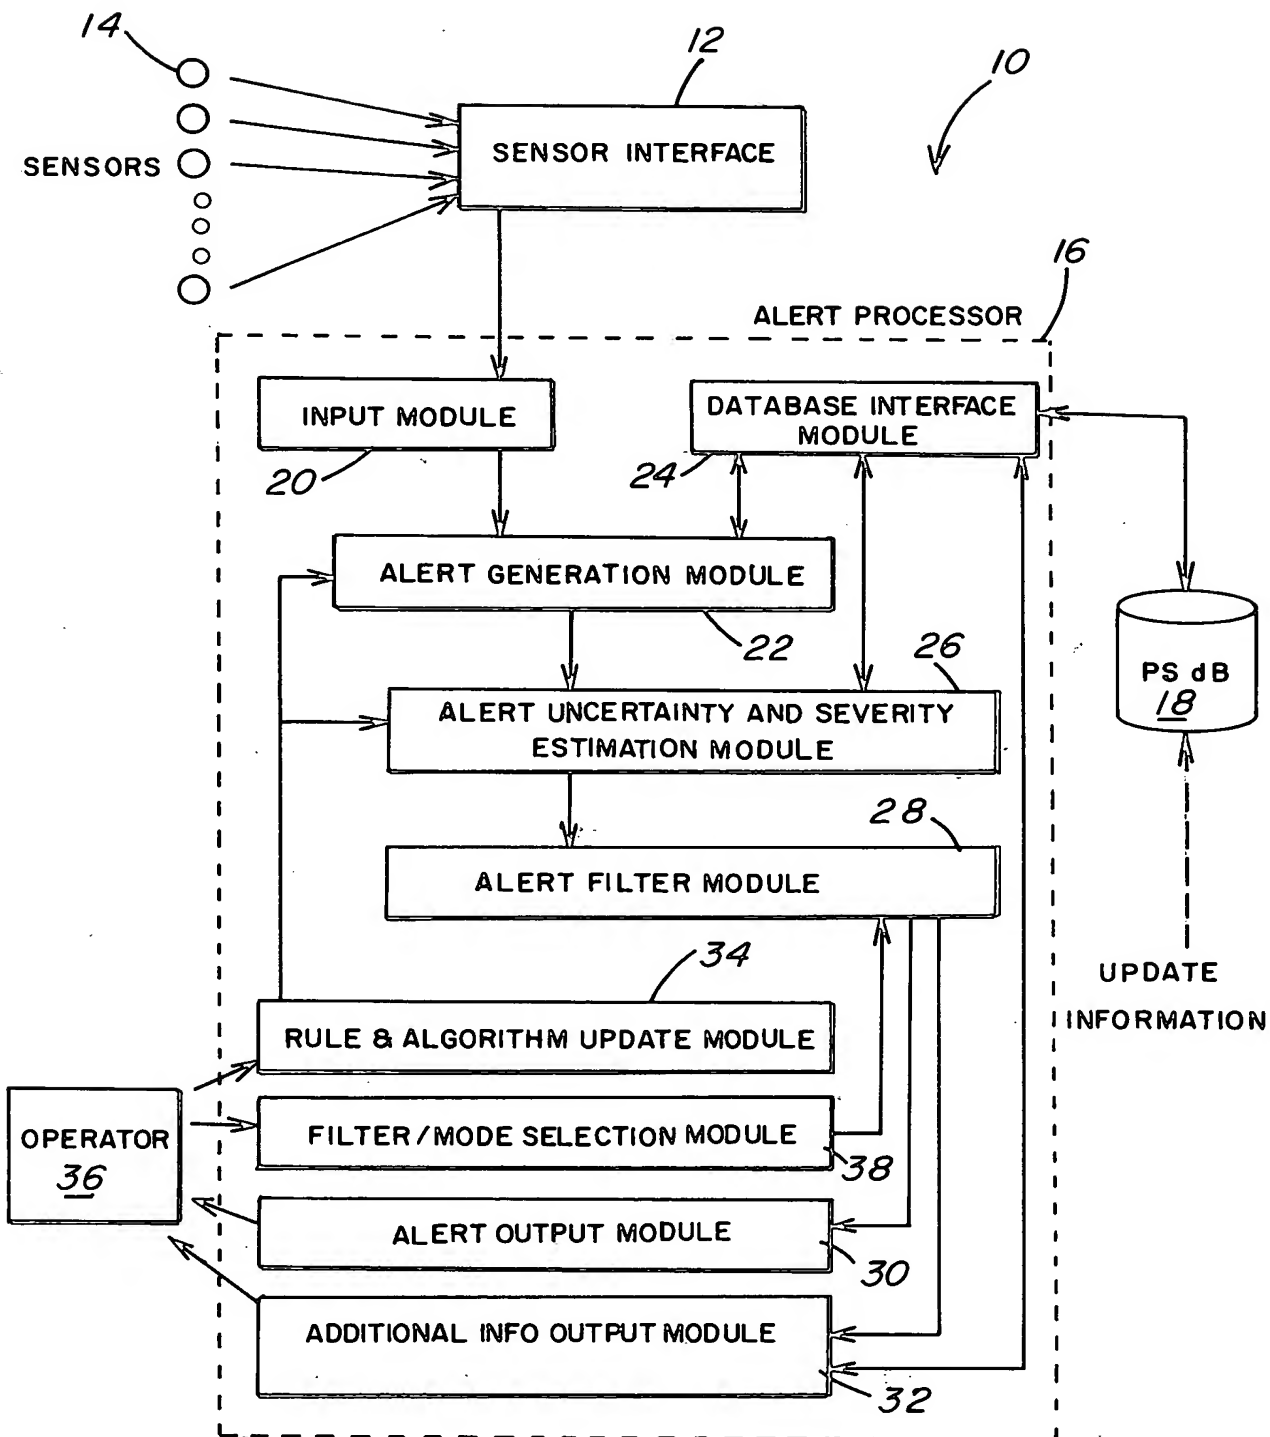 14
12
10
SENSORS
SENSOR INTERFACE
16
ALERT PROCESSOR
INPUT MODULE
DATABASE INTERFACE
MODULE
20
24
ALERT GENERATION MODULE
22
26
PS dB
18
ALERT UNCERTAINTY AND SEVERITY
ESTIMATION MODULE
28
ALERT FILTER MODULE
34
UPDATE
INFORMATION
RULE & ALGORITHM UPDATE MODULE
OPERATOR
36
FILTER/MODE SELECTION MODULE
38
ALERT OUTPUT MODULE
30
ADDITIONAL INFO OUTPUT MODULE
32